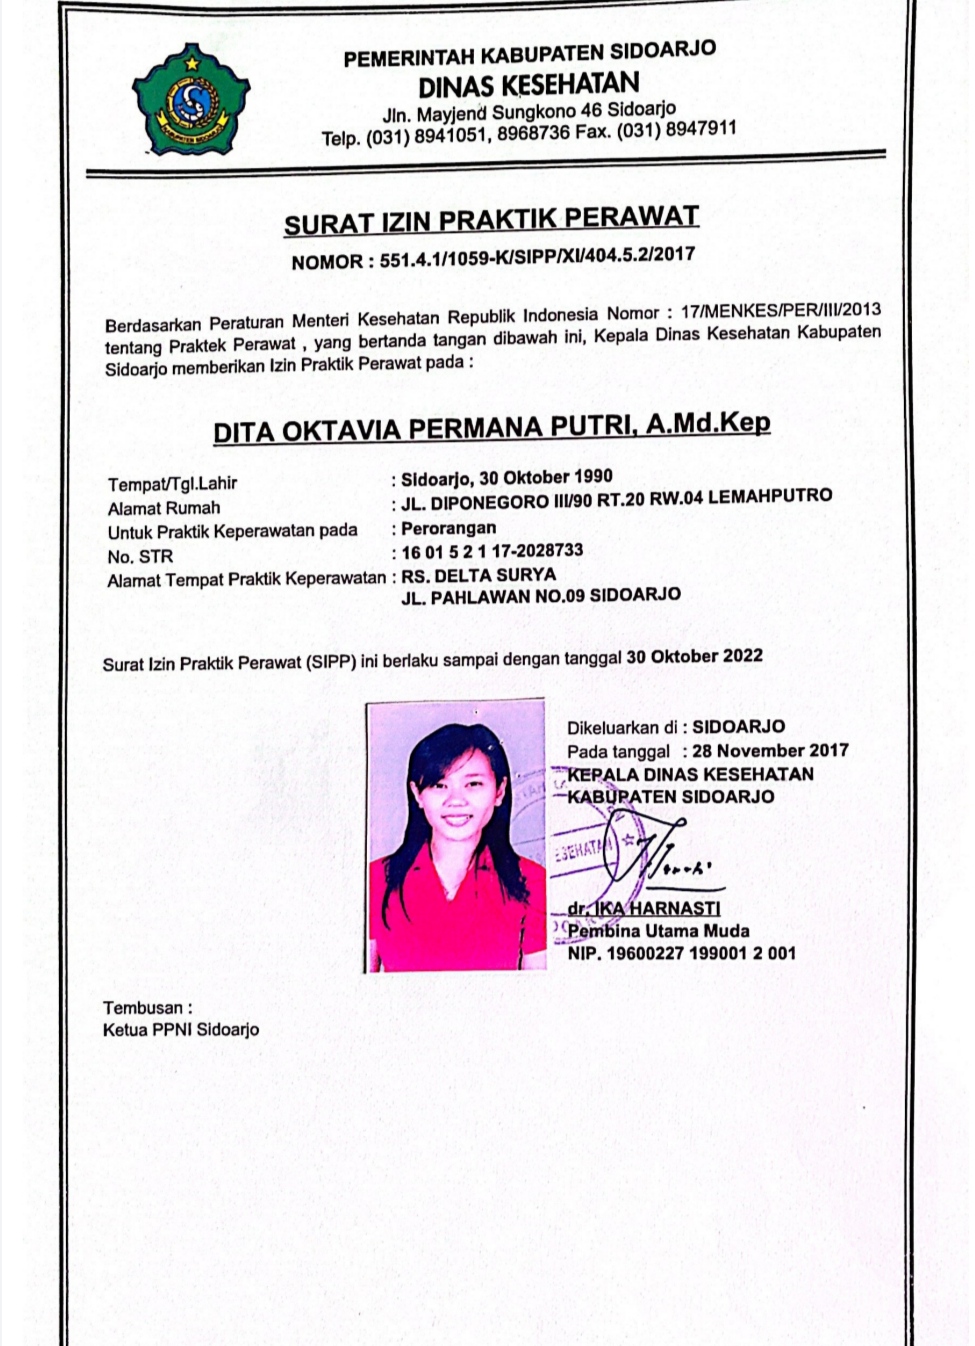 PEMERINTAH KABUPATEN SIDOARJO
DINAS KESEHATAN
Jln. Mayjend Sungkono 46 Sidoarjo
Telp. (031) 8941051, 8968736 Fax. (031) 8947911
KABUPATEN SIDOARJO
SURAT IZIN PRAKTIK PERAWAT
NOMOR : 551.4.1/1059-K/SIPP/XI/404.5.2/2017
Berdasarkan Peraturan Menteri Kesehatan Republik Indonesia Nomor : 17/MENKES/PER/III/2013
tentang Praktek Perawat , yang bertanda tangan dibawah ini, Kepala Dinas Kesehatan Kabupaten
Sidoarjo memberikan Izin Praktik Perawat pada :
DITA OKTAVIA PERMANA PUTRI, A.Md.Kep
Tempat/Tgl.Lahir : Sidoarjo, 30 Oktober 1990
Alamat Rumah : JL. DIPONEGORO III/90 RT.20 RW.04 LEMAHPUTRO
Untuk Praktik Keperawatan pada : Perorangan
No. STR : 16 01 5 2 1 17-2028733
Alamat Tempat Praktik Keperawatan : RS. DELTA SURYA
JL. PAHLAWAN NO.09 SIDOARJO
Surat Izin Praktik Perawat (SIPP) ini berlaku sampai dengan tanggal 30 Oktober 2022
Dikeluarkan di : SIDOARJO
Pada tanggal : 28 November 2017
KEPALA DINAS KESEHATAN
KABUPATEN SIDOARJO
ESEHATAN
dr. IKA HARNASTI
Pembina Utama Muda
NIP. 19600227 199001 2 001
Tembusan :
Ketua PPNI Sidoarjo